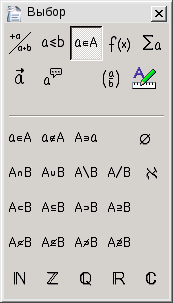 Выбор
+a/a+b a≤b a∈A f(x) Σa
a⃗ a (a b)
a∈A a∉A A∋a ∅
A∩B A∪B A\B A/B ℵ
A⊂B A⊆B A⊃B A⊇B
A⊄B A⊈B A⊅B A⊉B
ℕ ℤ ℚ ℝ ℂ